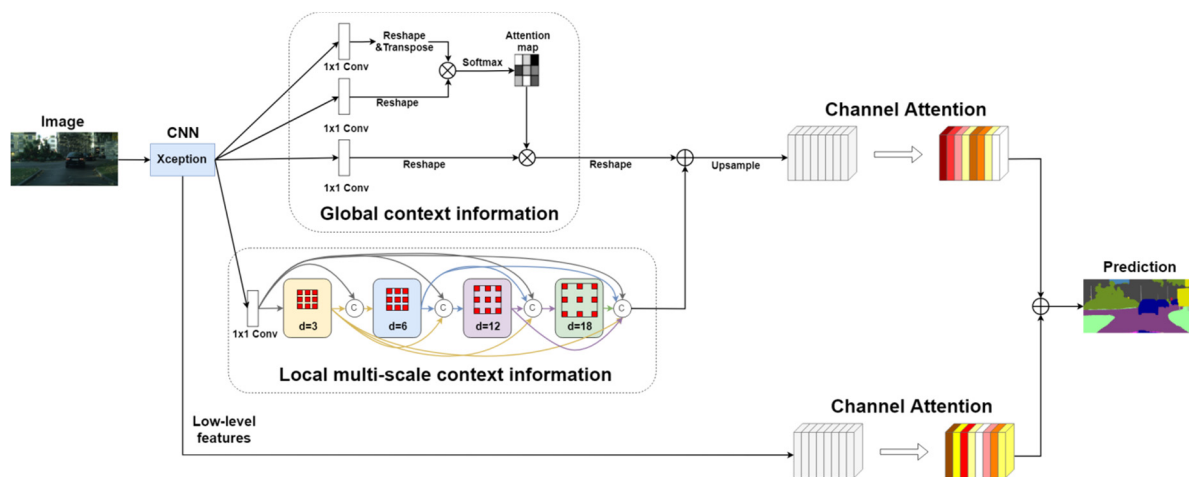 Image
CNN
Xception
1x1 Conv
Reshape
&Transpose
Softmax
Attention
map
1x1 Conv
Reshape
1x1 Conv
Reshape
Reshape
Upsample
Global context information
Channel Attention
1x1 Conv
d=3
C
d=6
C
d=12
C
d=18
C
Local multi-scale context information
Prediction
Low-level
features
Channel Attention